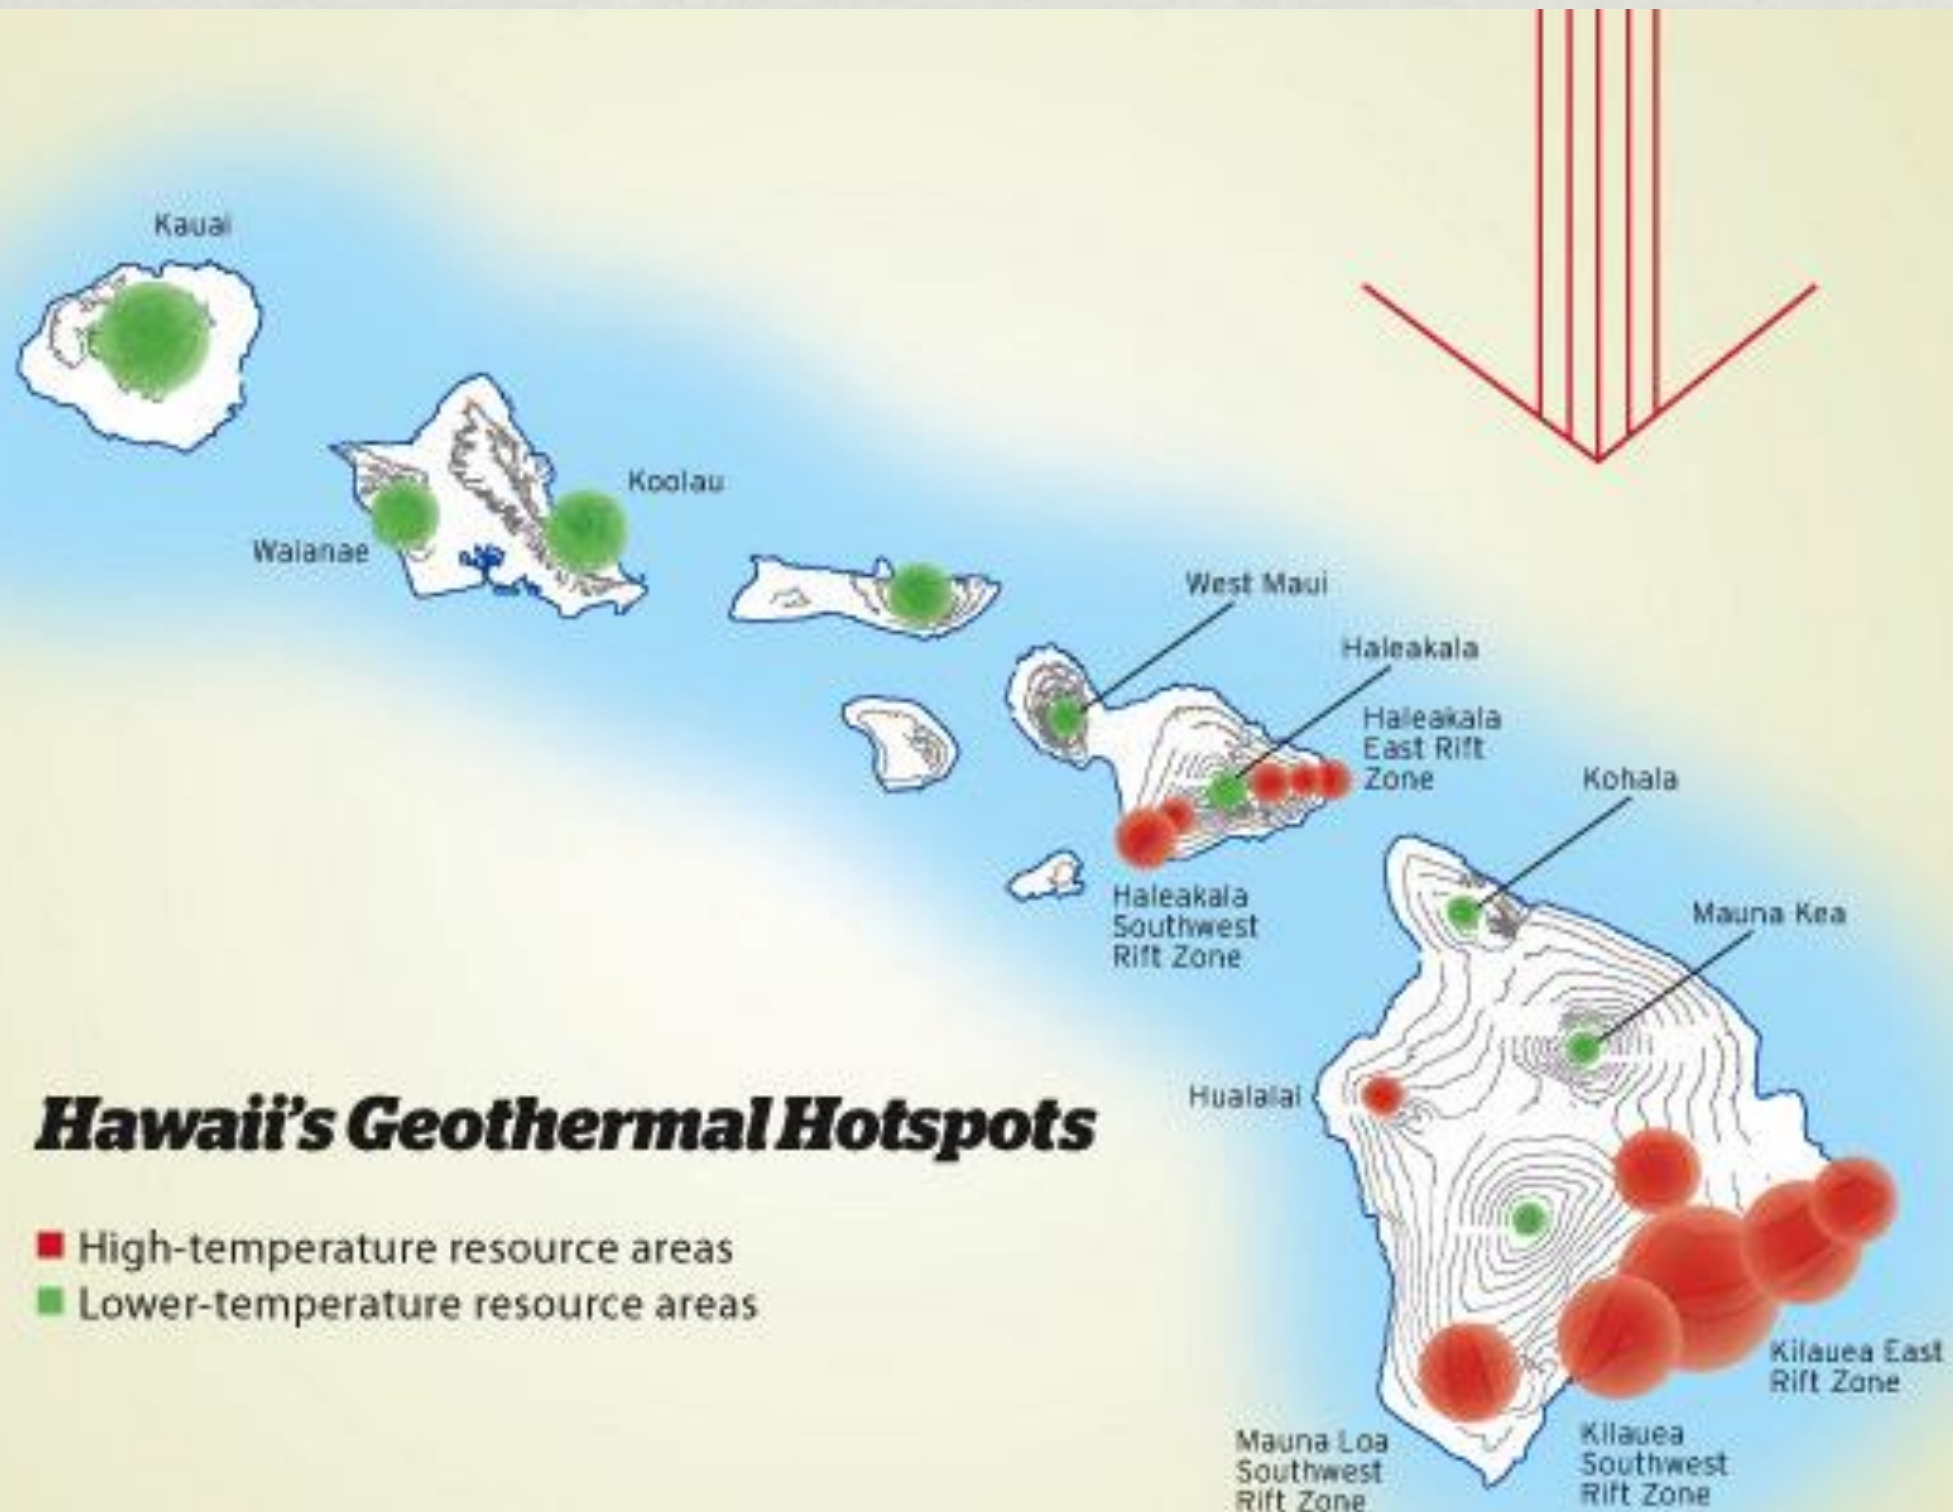 Kauai
Koolau
Waianae
West Maui
Haleakala
Haleakala
East Rift
Zone
Kohala
Haleakala
Southwest
Rift Zone
Mauna Kea
Hualalai
Hawaii's Geothermal Hotspots
High-temperature resource areas
Lower-temperature resource areas
Kilauea East
Rift Zone
Mauna Loa
Southwest
Rift Zone
Kilauea
Southwest
Rift Zone